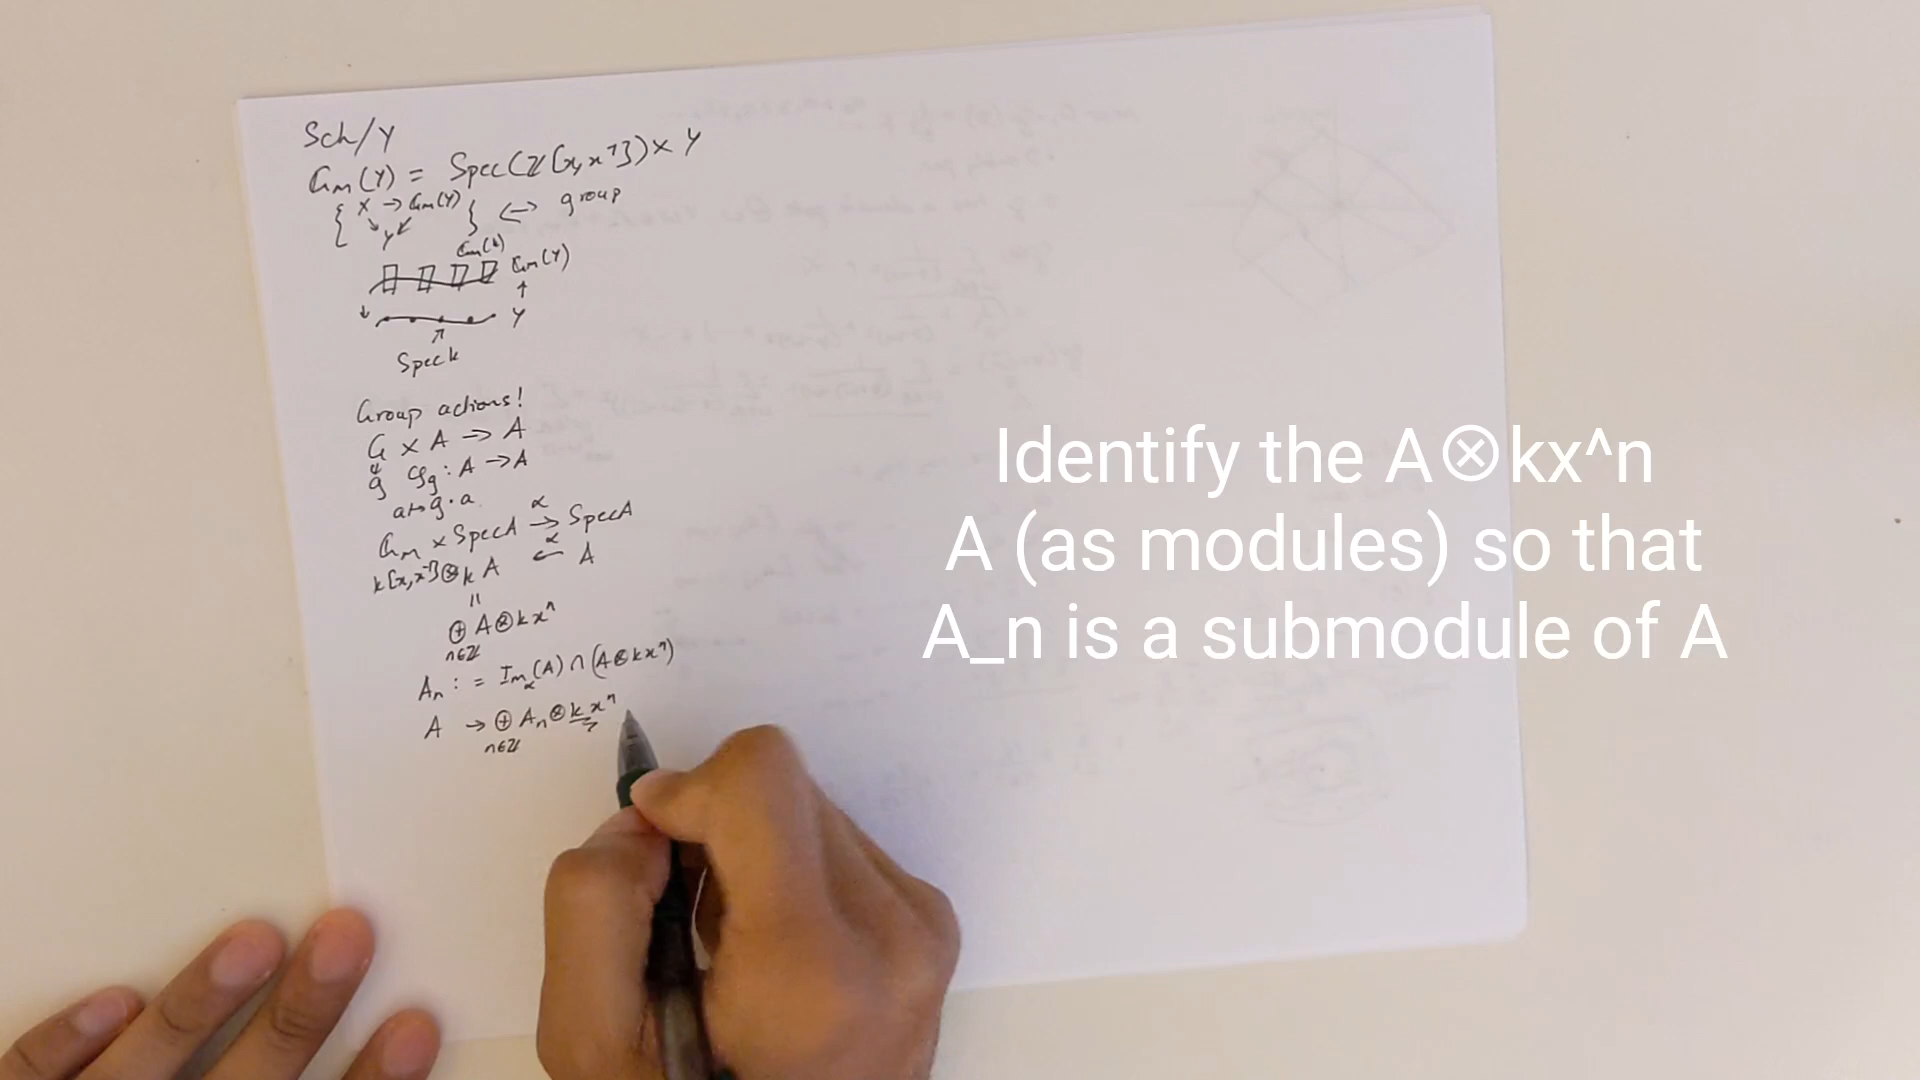 Sch/Y
Gm(Y) = Spec(Z[x,x⁻¹]) × Y
{ X → Gm(Y) } ↔ group
↘ Y ↙
Gm(k)
Gm(Y)
↓ ↑
Y
↗
Spec k
Group actions!
G × A → A
g φg : A → A
a ↦ g·a
Gm × SpecA →α SpecA
k[x,x⁻¹]⊗k A ←α A
=
⊕ A⊗kxⁿ
n∈Z
An := Imα(A) ∩ (A⊗kxⁿ)
A → ⊕ An⊗kxⁿ
n∈Z
Identify the A⊗kx^n
A (as modules) so that
A_n is a submodule of A